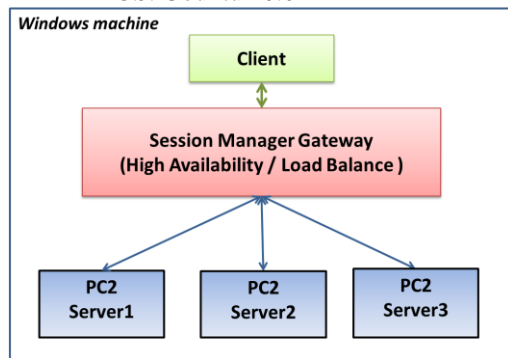 Windows machine
Client
Session Manager Gateway
(High Availability / Load Balance )
PC2
Server1
PC2
Server2
PC2
Server3